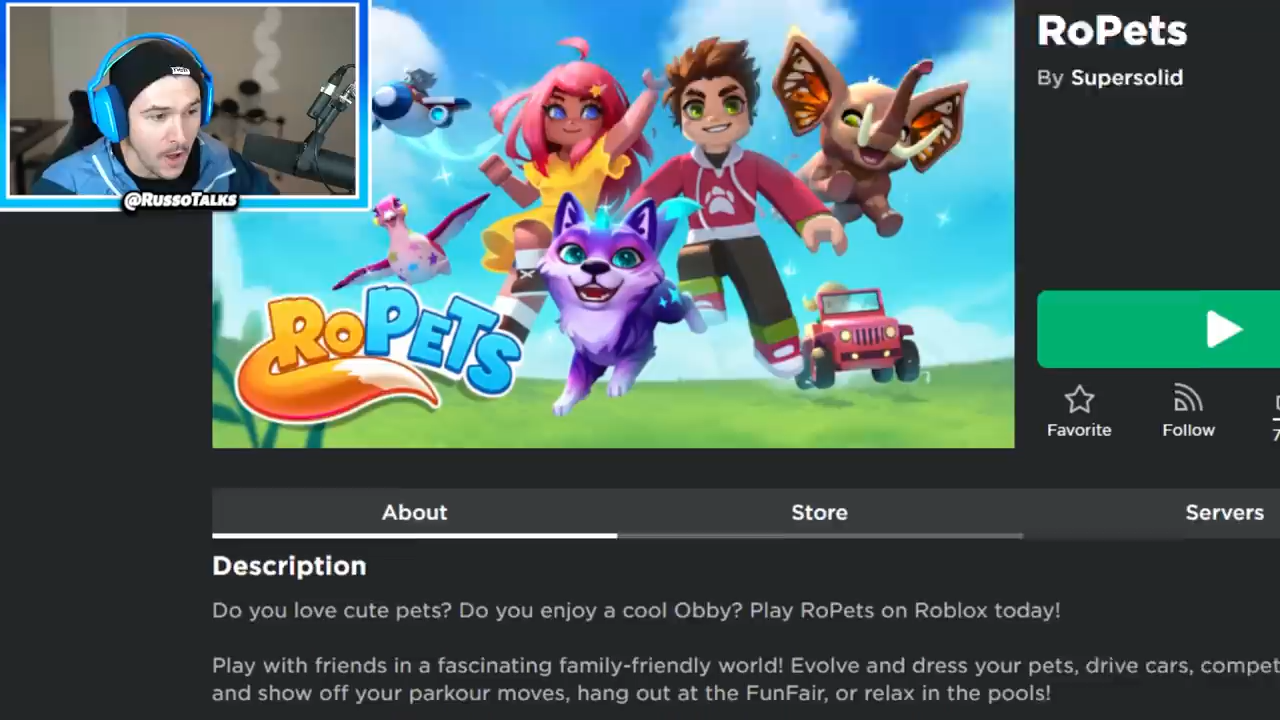 RoPets
By Supersolid
@RussoTalks
RoPets
Favorite
Follow
About
Store
Servers
Description
Do you love cute pets? Do you enjoy a cool Obby? Play RoPets on Roblox today!
Play with friends in a fascinating family-friendly world! Evolve and dress your pets, drive cars, compet
and show off your parkour moves, hang out at the FunFair, or relax in the pools!